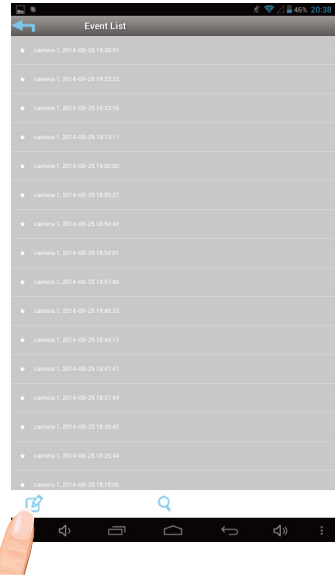 46% 20:38
Event List
camera 1, 2014-08-25 19:28:51
camera 1, 2014-08-25 19:23:22
camera 1, 2014-08-25 19:23:16
camera 1, 2014-08-25 19:13:11
camera 1, 2014-08-25 19:00:00
camera 1, 2014-08-25 18:59:27
camera 1, 2014-08-25 18:54:40
camera 1, 2014-08-25 18:54:01
camera 1, 2014-08-25 18:51:40
camera 1, 2014-08-25 18:48:23
camera 1, 2014-08-25 18:44:11
camera 1, 2014-08-25 18:41:41
camera 1, 2014-08-25 18:37:44
camera 1, 2014-08-25 18:36:45
camera 1, 2014-08-25 18:25:44
camera 1, 2014-08-25 18:18:06